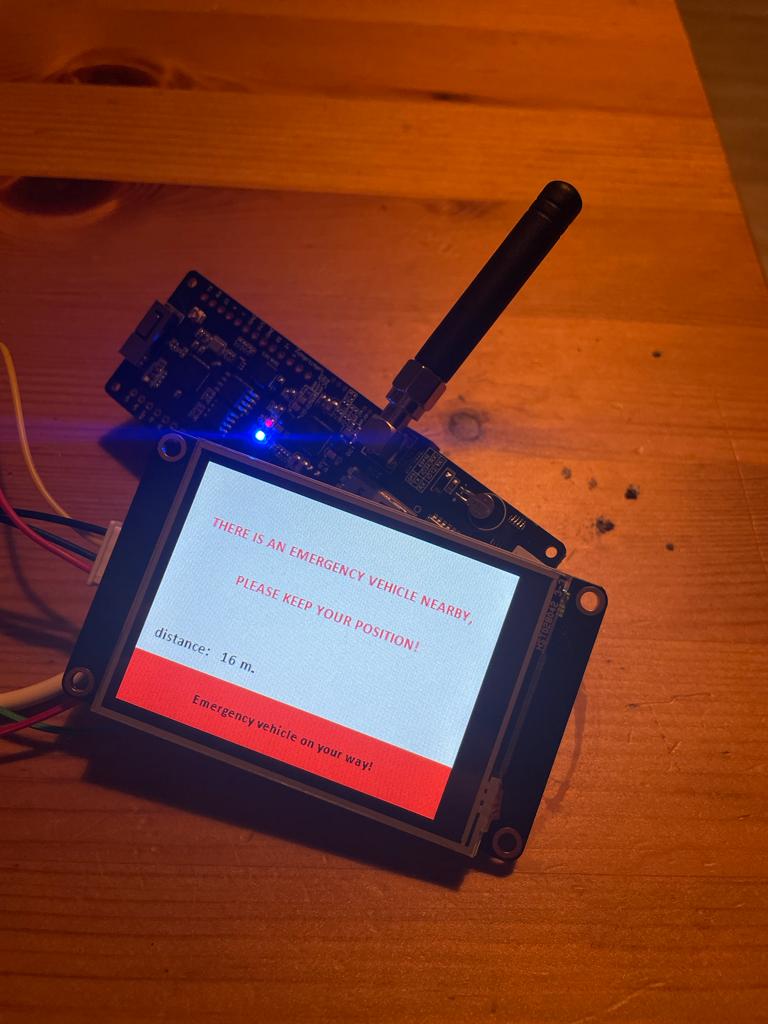 THERE IS AN EMERGENCY VEHICLE NEARBY,
PLEASE KEEP YOUR POSITION!
distance: 16 m.
Emergency vehicle on your way!